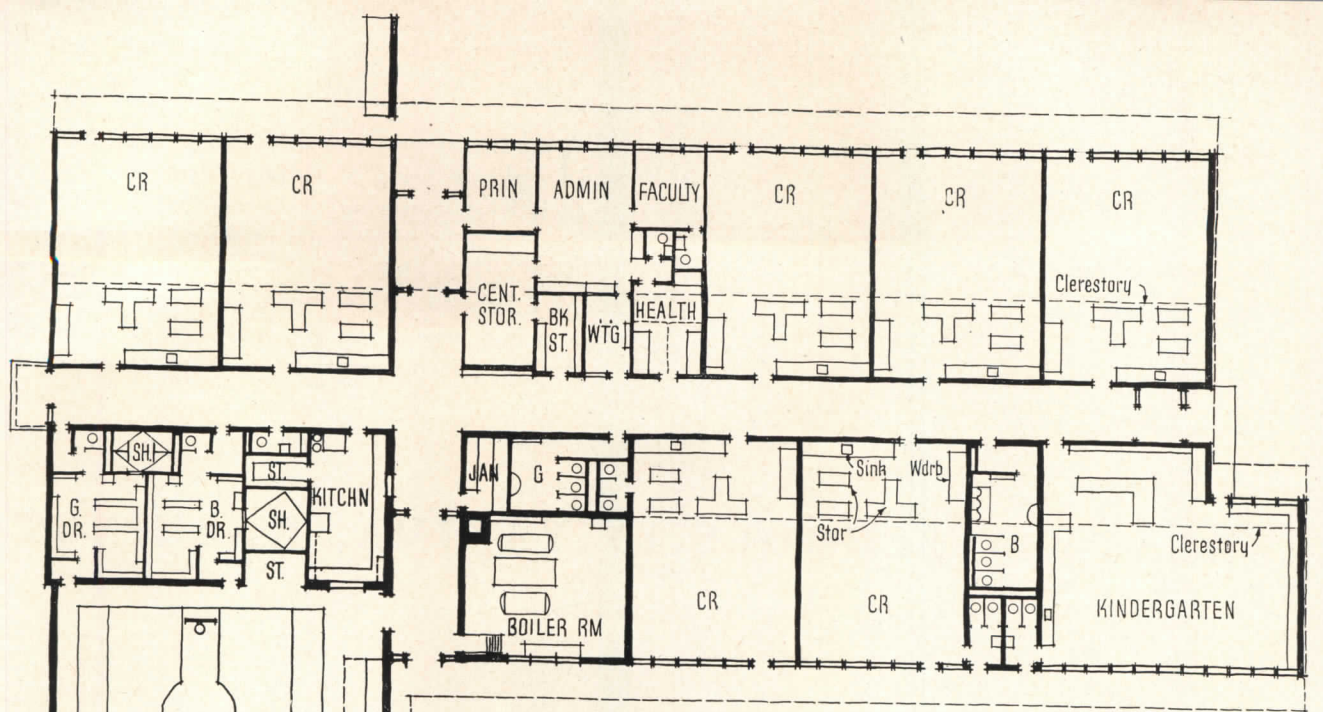 CR
CR
PRIN
ADMIN
FACULTY
CR
CR
CR
CENT.
STOR.
BK
ST.
WTG
HEALTH
Clerestory
SH.
G.
DR.
B.
DR.
ST.
SH.
ST.
KITCHN
JAN
G
BOILER RM
Sink
Wdrb
Stor
CR
CR
B
Clerestory
KINDERGARTEN